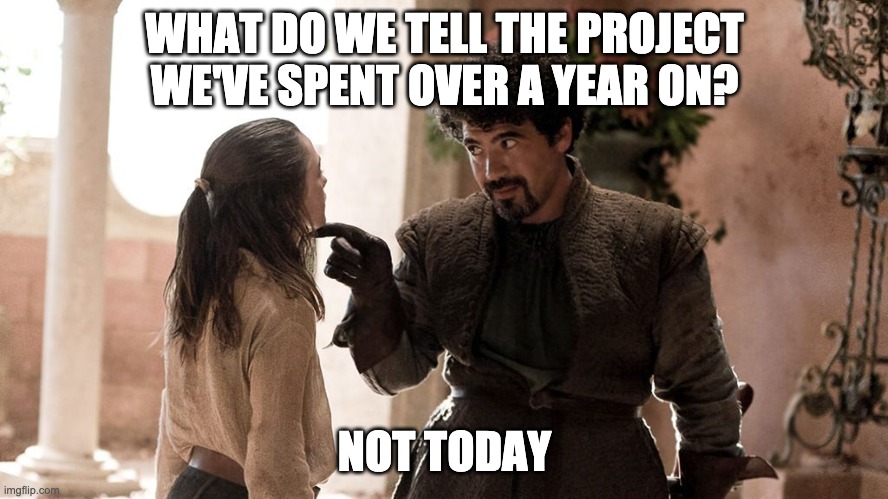 WHAT DO WE TELL THE PROJECT
WE'VE SPENT OVER A YEAR ON?
NOT TODAY
imgflip.com